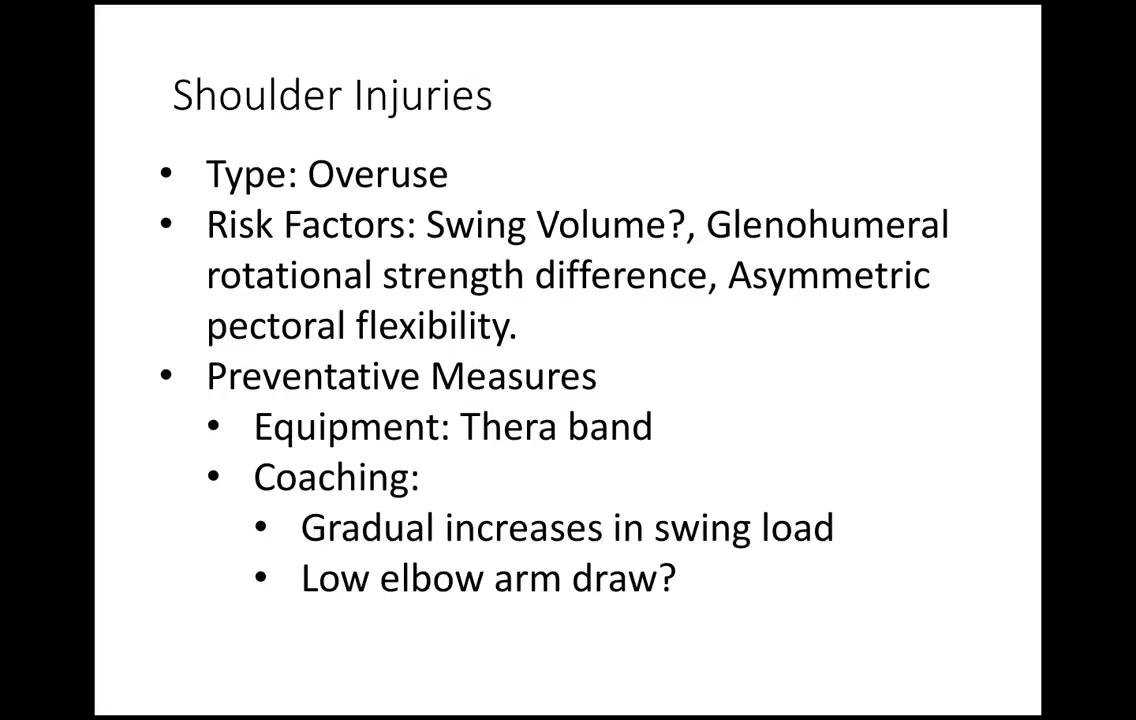 Shoulder Injuries
• Type: Overuse
• Risk Factors: Swing Volume?, Glenohumeral
rotational strength difference, Asymmetric
pectoral flexibility.
• Preventative Measures
• Equipment: Thera band
• Coaching:
• Gradual increases in swing load
• Low elbow arm draw?